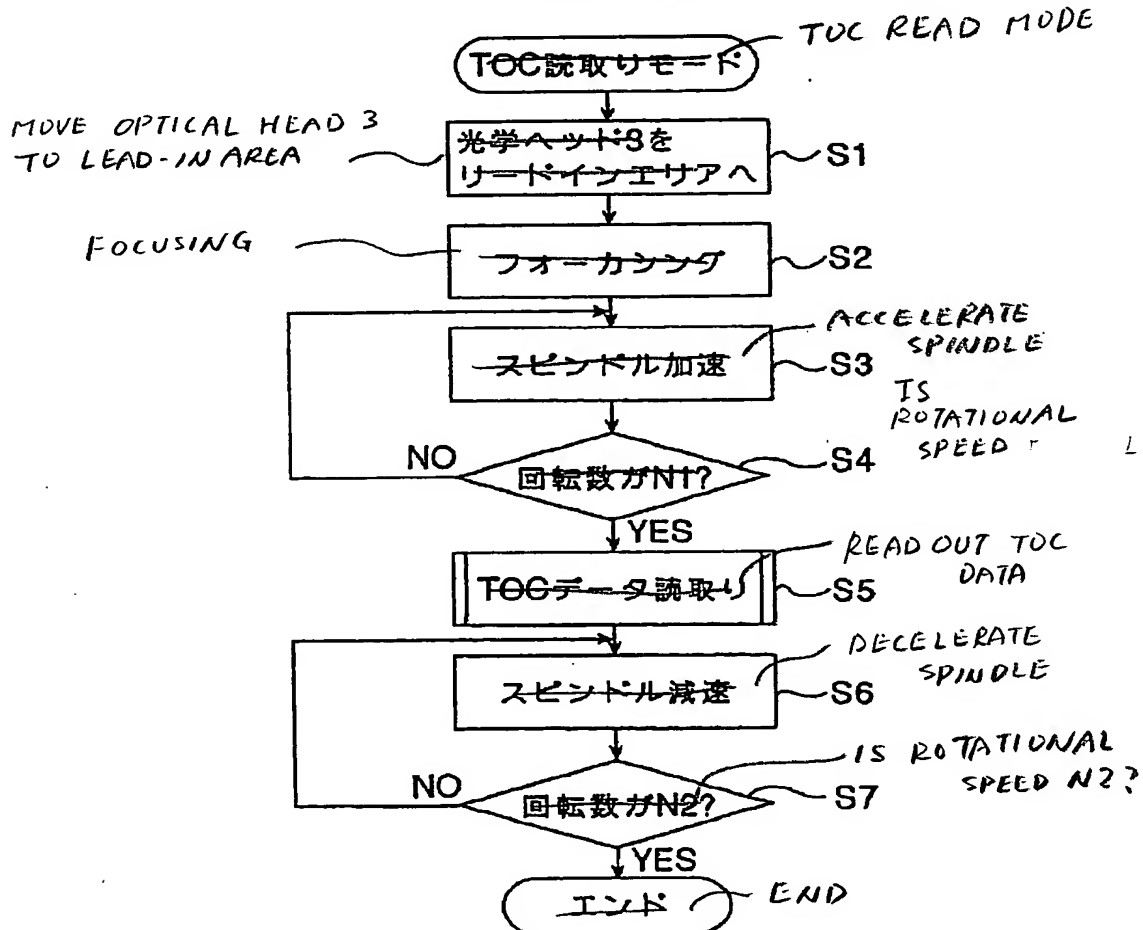 TOC READ MODE
TOC読取りモード
MOVE OPTICAL HEAD 3
TO LEAD-IN AREA
光学ヘッド3を
リードインエリアへ
S1
FOCUSING
フォーカシング
S2
ACCELERATE
SPINDLE
スピンドル加速
S3
IS
ROTATIONAL
SPEED
NO
回転数がN1?
S4
YES
READ OUT TOC
DATA
TOCデータ読取り
S5
DECELERATE
SPINDLE
スピンドル減速
S6
IS ROTATIONAL
SPEED N2?
NO
回転数がN2?
S7
YES
エンド
END